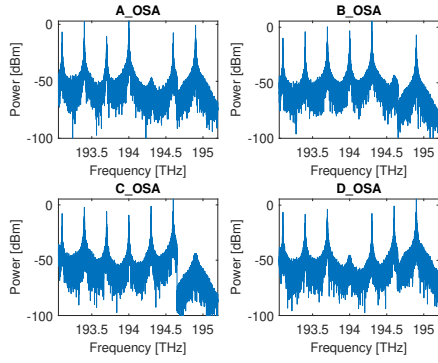 A_OSA
B_OSA
0
-50
-100
Power [dBm]
193.5 194 194.5 195
Frequency [THz]
0
-50
-100
Power [dBm]
193.5 194 194.5 195
Frequency [THz]
C_OSA
D_OSA
0
-50
-100
Power [dBm]
193.5 194 194.5 195
Frequency [THz]
0
-50
-100
Power [dBm]
193.5 194 194.5 195
Frequency [THz]